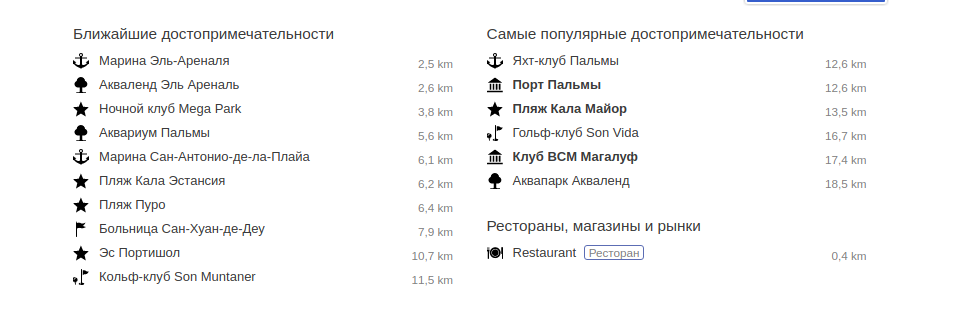 Ближайшие достопримечательности
Марина Эль-Ареналя 2,5 km
Акваленд Эль Ареналь 2,6 km
Ночной клуб Mega Park 3,8 km
Аквариум Пальмы 5,6 km
Марина Сан-Антонио-де-ла-Плайа 6,1 km
Пляж Кала Эстансия 6,2 km
Пляж Пуро 6,4 km
Больница Сан-Хуан-де-Деу 7,9 km
Эс Портишол 10,7 km
Кольф-клуб Son Muntaner 11,5 km
Самые популярные достопримечательности
Яхт-клуб Пальмы 12,6 km
Порт Пальмы 12,6 km
Пляж Кала Майор 13,5 km
Гольф-клуб Son Vida 16,7 km
Клуб BCM Магалуф 17,4 km
Аквапарк Акваленд 18,5 km
Рестораны, магазины и рынки
Restaurant Ресторан 0,4 km